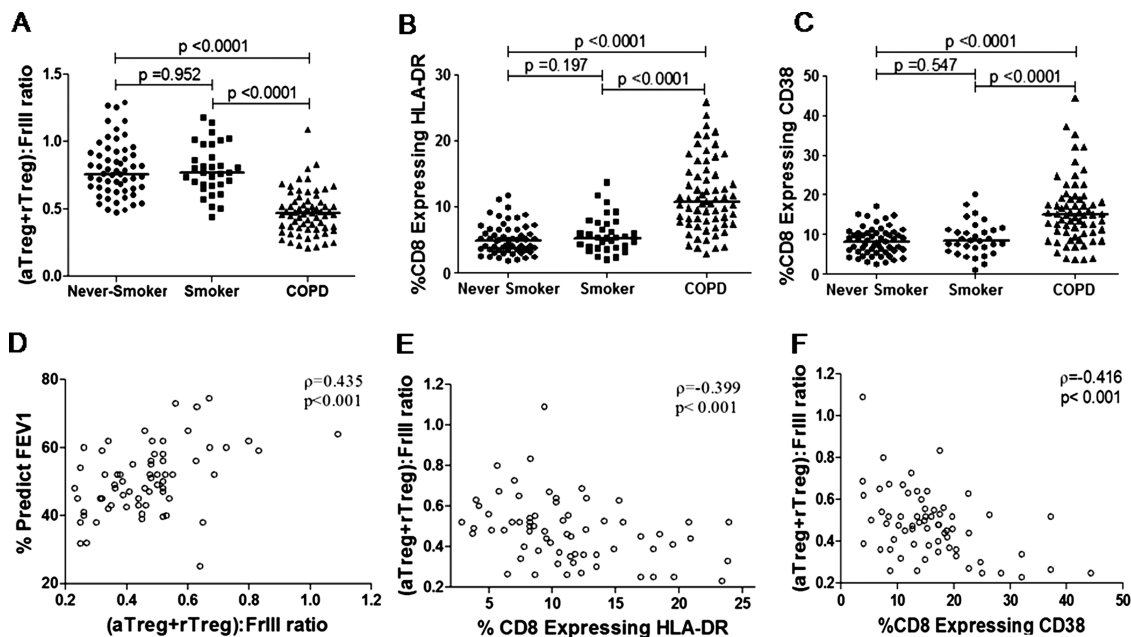 A
p <0.0001
p =0.952
p <0.0001
(aTreg+rTreg):FrIII ratio
1.5
1.0
0.5
0.0
Never-Smoker Smoker COPD
B
p <0.0001
p =0.197
p <0.0001
%CD8 Expressing HLA-DR
30
20
10
0
Never Smoker Smoker COPD
C
p <0.0001
p =0.547
p <0.0001
%CD8 Expressing CD38
50
40
30
20
10
0
Never Smoker Smoker COPD
D
ρ=0.435
p<0.001
% Predict FEV1
80
60
40
20
0.2 0.4 0.6 0.8 1.0 1.2
(aTreg+rTreg):FrIII ratio
E
ρ=-0.399
p< 0.001
(aTreg+rTreg):FrIII ratio
1.2
1.0
0.8
0.6
0.4
0.2
5 10 15 20 25
% CD8 Expressing HLA-DR
F
ρ=-0.416
p< 0.001
(aTreg+rTreg):FrIII ratio
1.2
1.0
0.8
0.6
0.4
0.2
0 10 20 30 40 50
%CD8 Expressing CD38